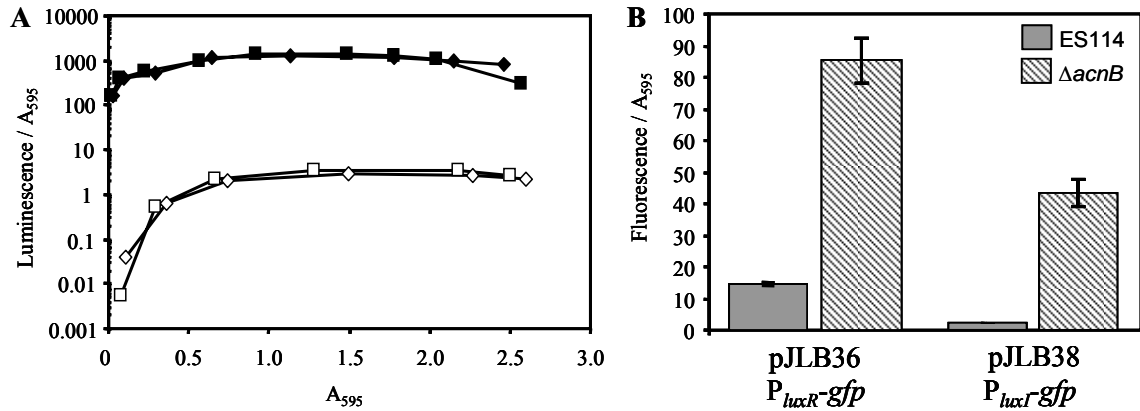 A
10000
1000
100
10
1
0.1
0.01
0.001
Luminescence / A595
0
0.5
1.0
1.5
2.0
2.5
3.0
A595
B
100
90
80
70
60
50
40
30
20
10
0
Fluorescence / A595
ES114
ΔacnB
pJLB36
PluxR-gfp
pJLB38
PluxI-gfp